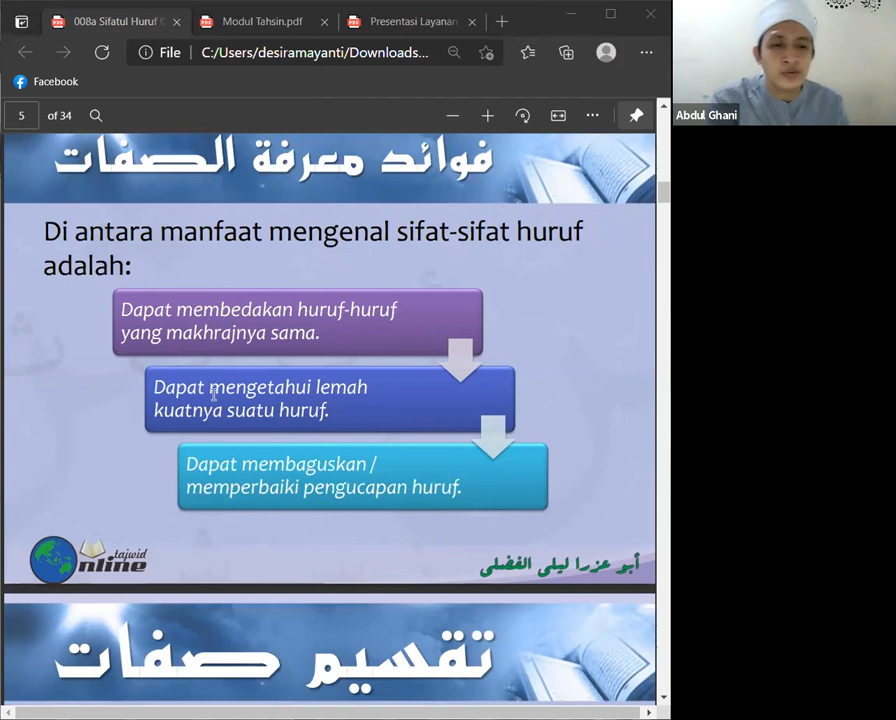 008a Sifatul Huruf
Modul Tahsin.pdf
Presentasi Layanan
File
C:/Users/desiramayanti/Downloads...
Facebook
5 of 34
Abdul Ghani
فوائد معرفة الصفات
Di antara manfaat mengenal sifat-sifat huruf
adalah:
Dapat membedakan huruf-huruf
yang makhrajnya sama.
Dapat mengetahui lemah
kuatnya suatu huruf.
Dapat membaguskan /
memperbaiki pengucapan huruf.
tajwid
nline
أبو عزرا ليلى الفضلى
تقسيم صفات